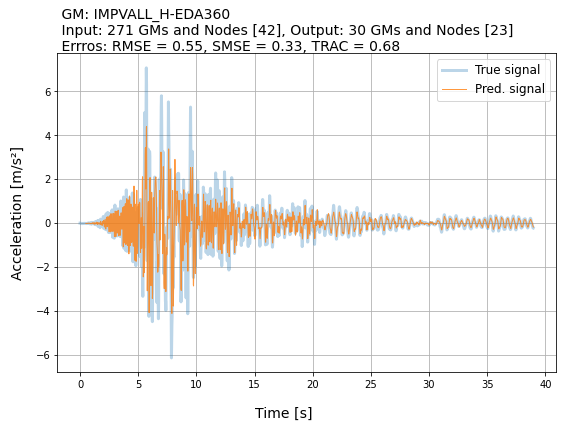 GM: IMPVALL_H-EDA360
Input: 271 GMs and Nodes [42], Output: 30 GMs and Nodes [23]
Erros: RMSE = 0.55, SMSE = 0.33, TRAC = 0.68
True signal
Pred. signal
6
4
2
0
−2
−4
−6
Acceleration [m/s²]
0
5
10
15
20
25
30
35
40
Time [s]